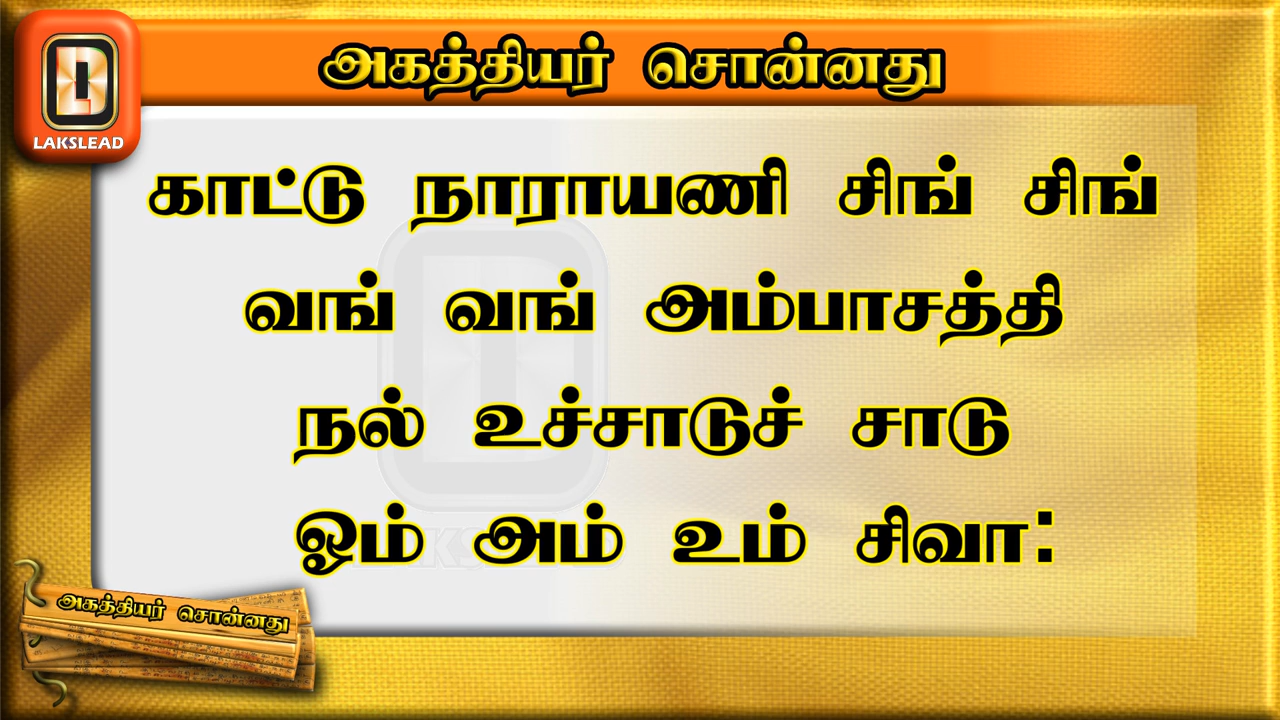 அகத்தியர் சொன்னது
LAKSLEAD
காட்டு நாராயணி சிங் சிங்
வங் வங் அம்பாசத்தி
நல் உச்சாடுச் சாடு
ஓம் அம் உம் சிவா:
அகத்தியர் சொன்னது